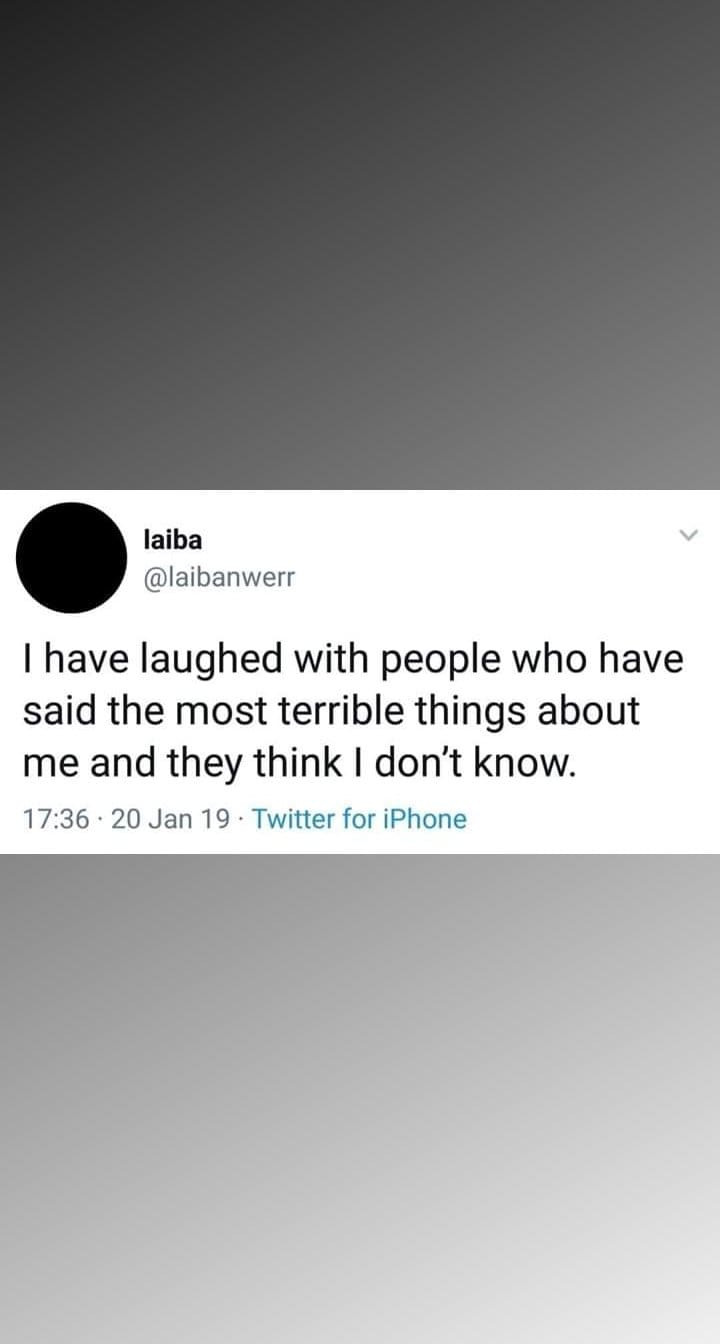 laiba
@laibanwerr
I have laughed with people who have
said the most terrible things about
me and they think I don't know.
17:36 · 20 Jan 19 · Twitter for iPhone